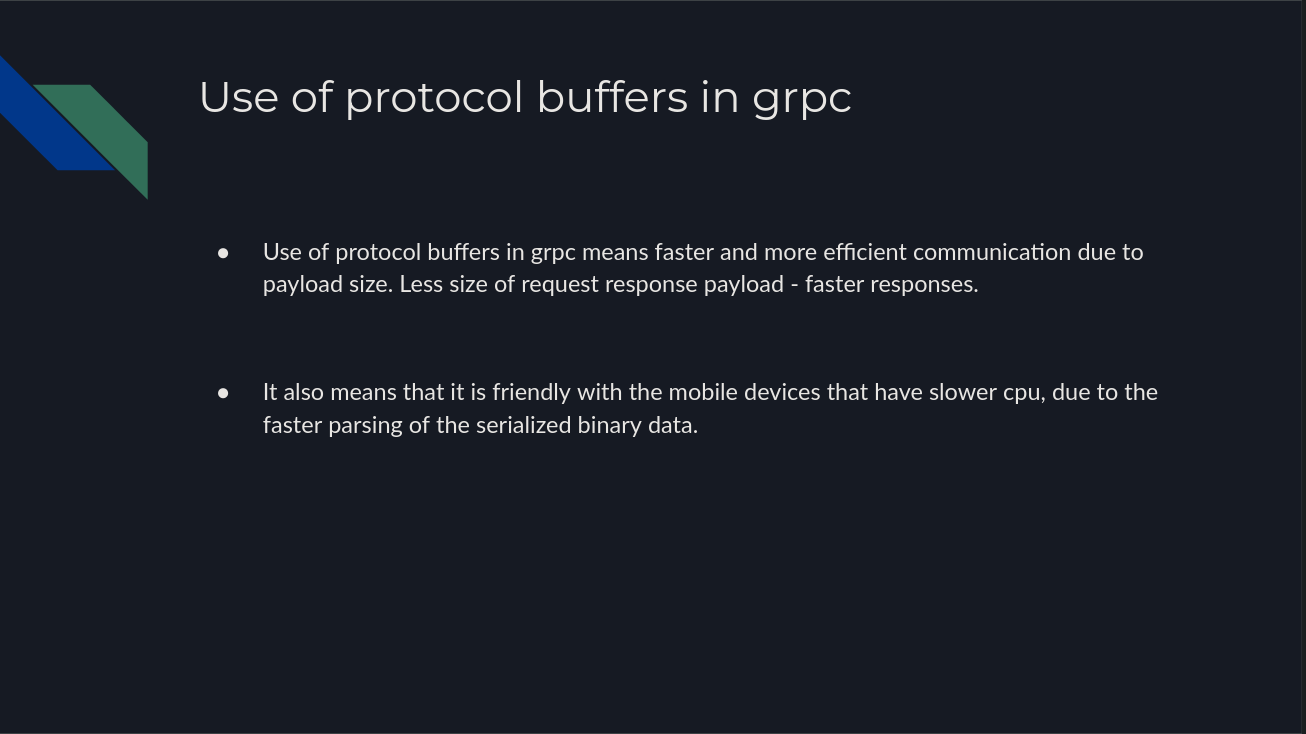 Use of protocol buffers in grpc
● Use of protocol buffers in grpc means faster and more efficient communication due to
payload size. Less size of request response payload - faster responses.
● It also means that it is friendly with the mobile devices that have slower cpu, due to the
faster parsing of the serialized binary data.